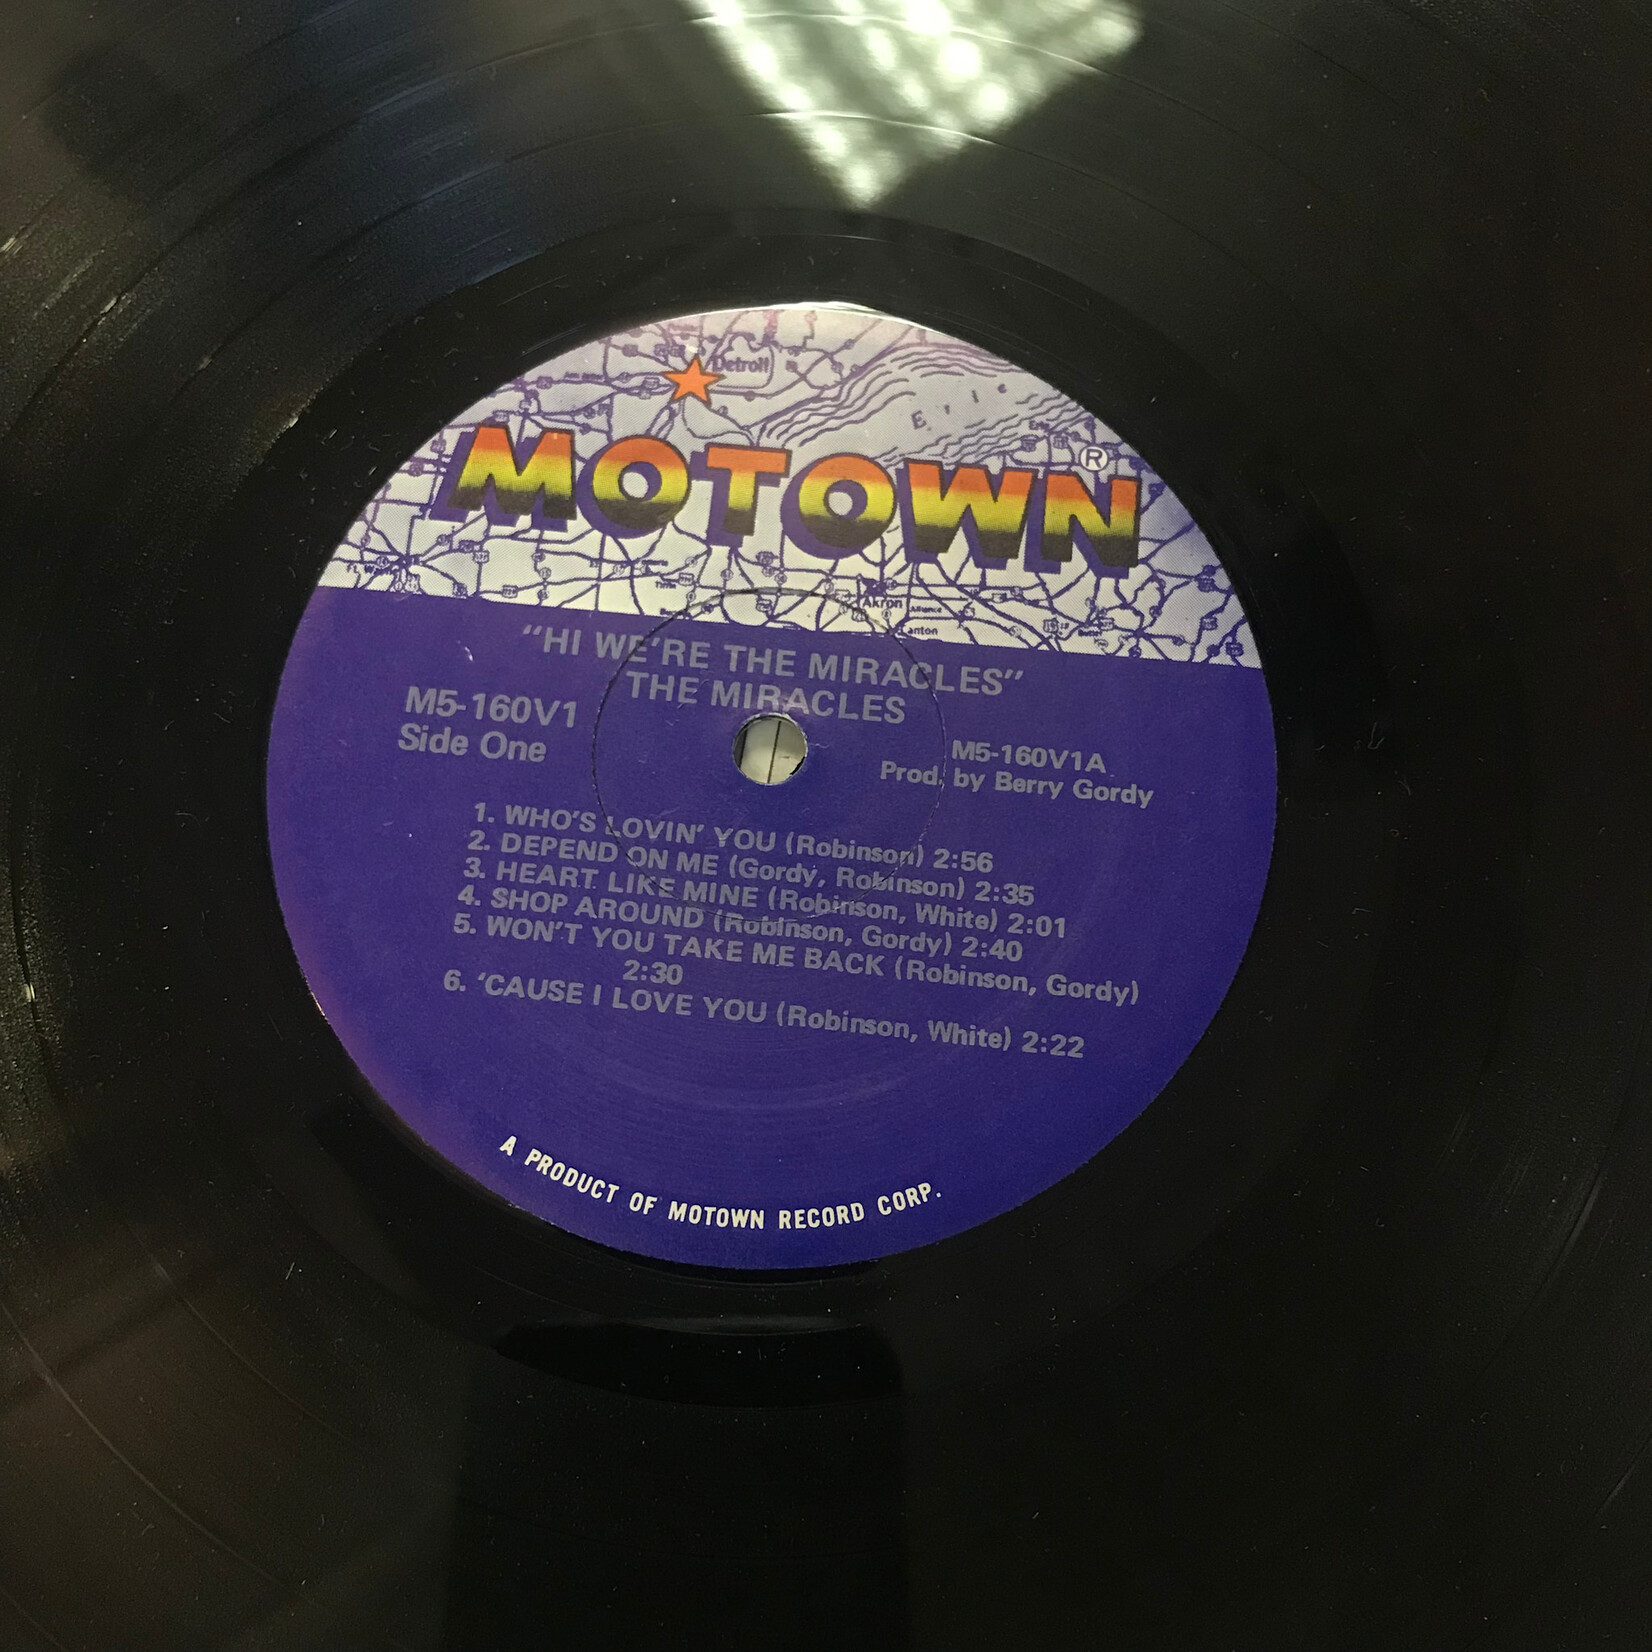 Detroit
Erie
MOTOWN®
Akron
Alliance
Canton
"HI WE'RE THE MIRACLES"
THE MIRACLES
M5-160V1
Side One
M5-160V1A
Prod. by Berry Gordy
1. WHO'S LOVIN' YOU (Robinson) 2:56
2. DEPEND ON ME (Gordy, Robinson) 2:35
3. HEART LIKE MINE (Robinson, White) 2:01
4. SHOP AROUND (Robinson, Gordy) 2:40
5. WON'T YOU TAKE ME BACK (Robinson, Gordy)
2:30
6. 'CAUSE I LOVE YOU (Robinson, White) 2:22
A PRODUCT OF MOTOWN RECORD CORP.